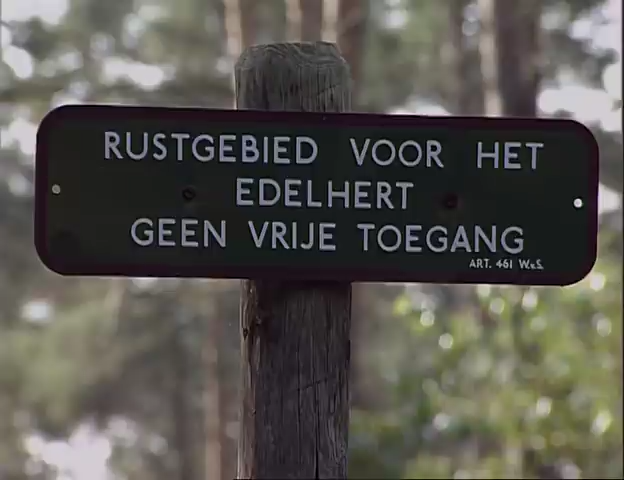 RUSTGEBIED VOOR HET
EDELHERT
GEEN VRIJE TOEGANG
ART. 461 W.v.S.